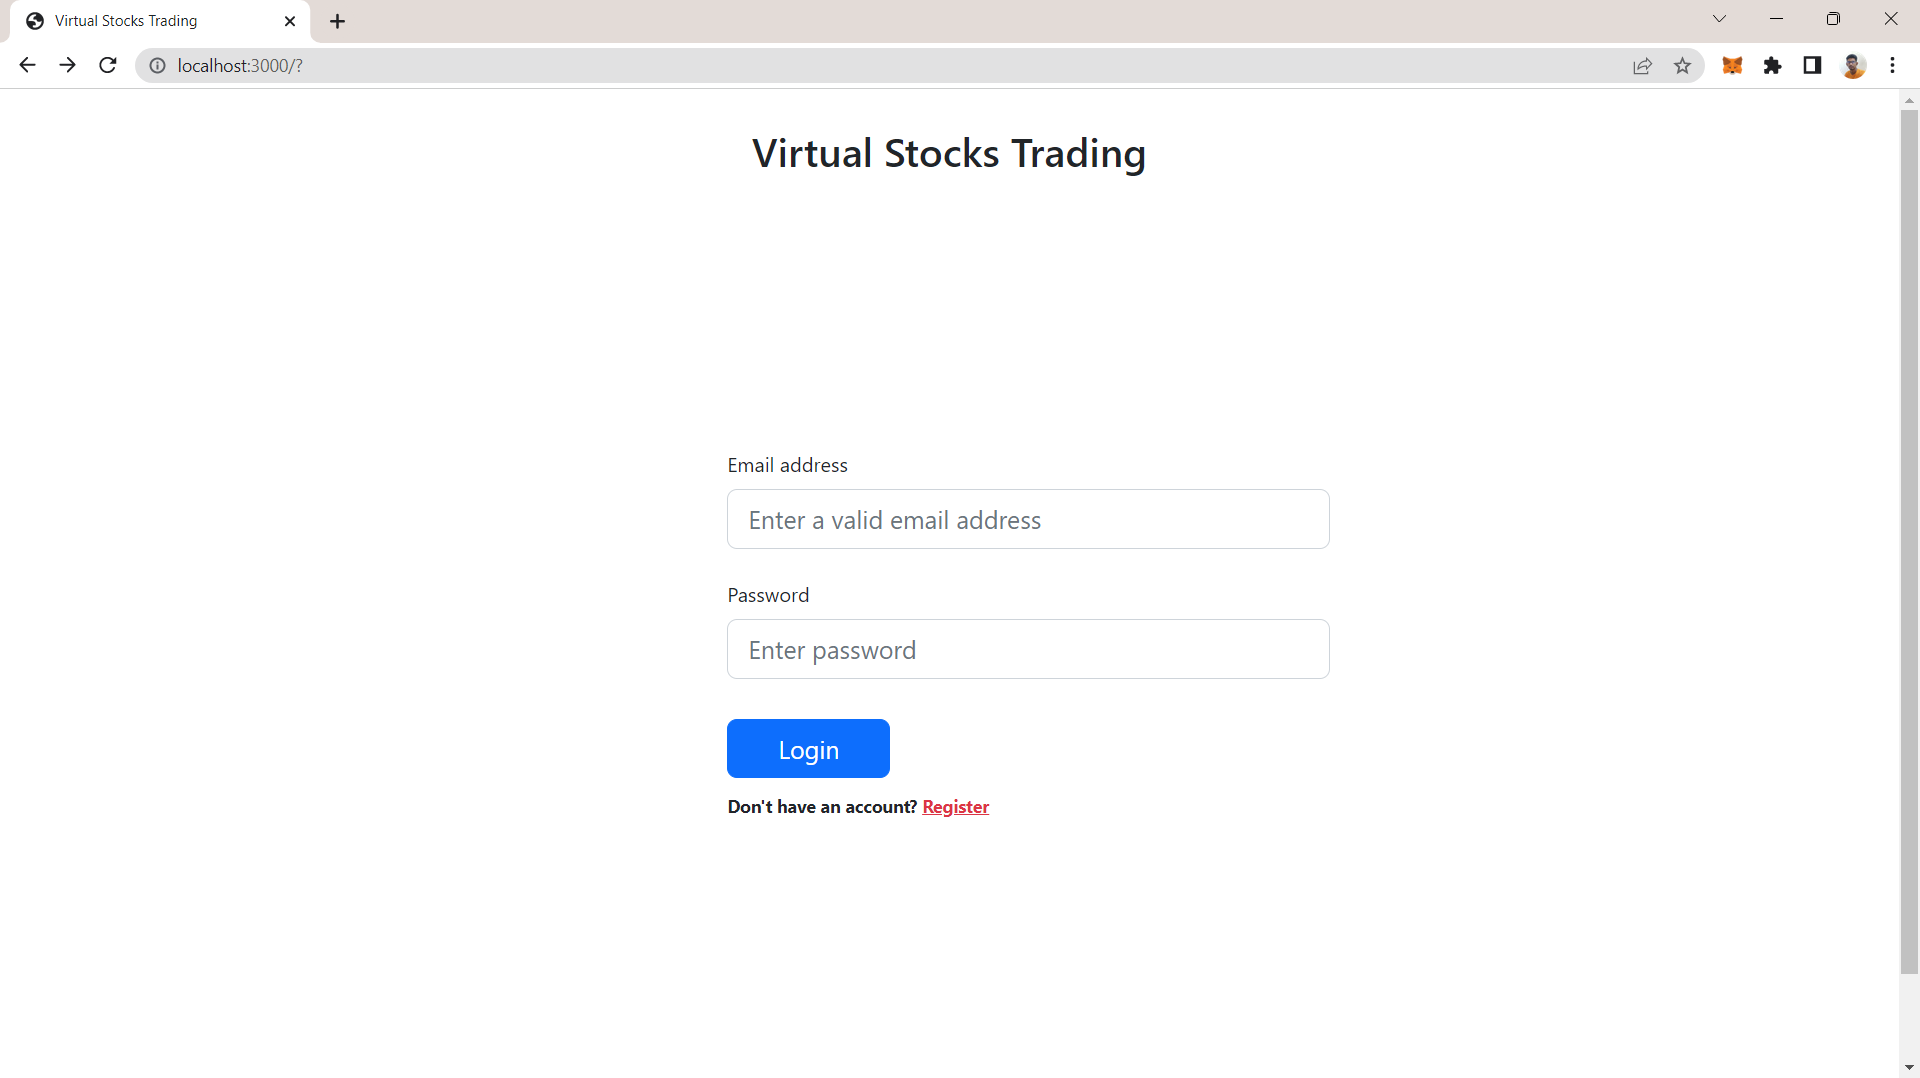 Virtual Stocks Trading
localhost:3000/?
Virtual Stocks Trading
Email address
Enter a valid email address
Password
Enter password
Login
Don't have an account? Register